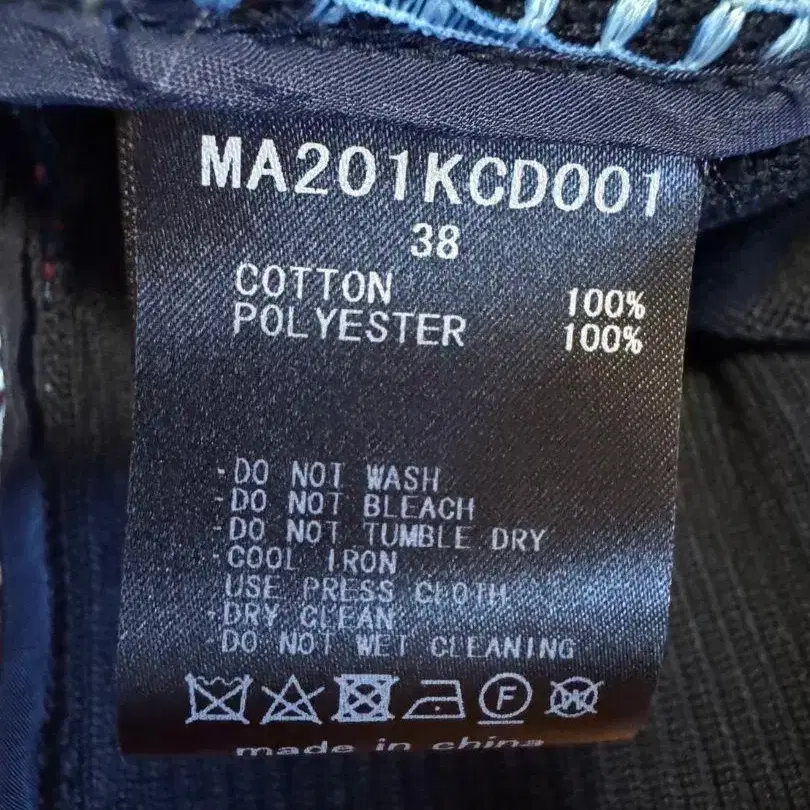 MA201KCD001
38
COTTON 100%
POLYESTER 100%
-DO NOT WASH
-DO NOT BLEACH
-DO NOT TUMBLE DRY
-COOL IRON
USE PRESS CLOTH
-DRY CLEAN
-DO NOT WET CLEANING
F
W
made in china